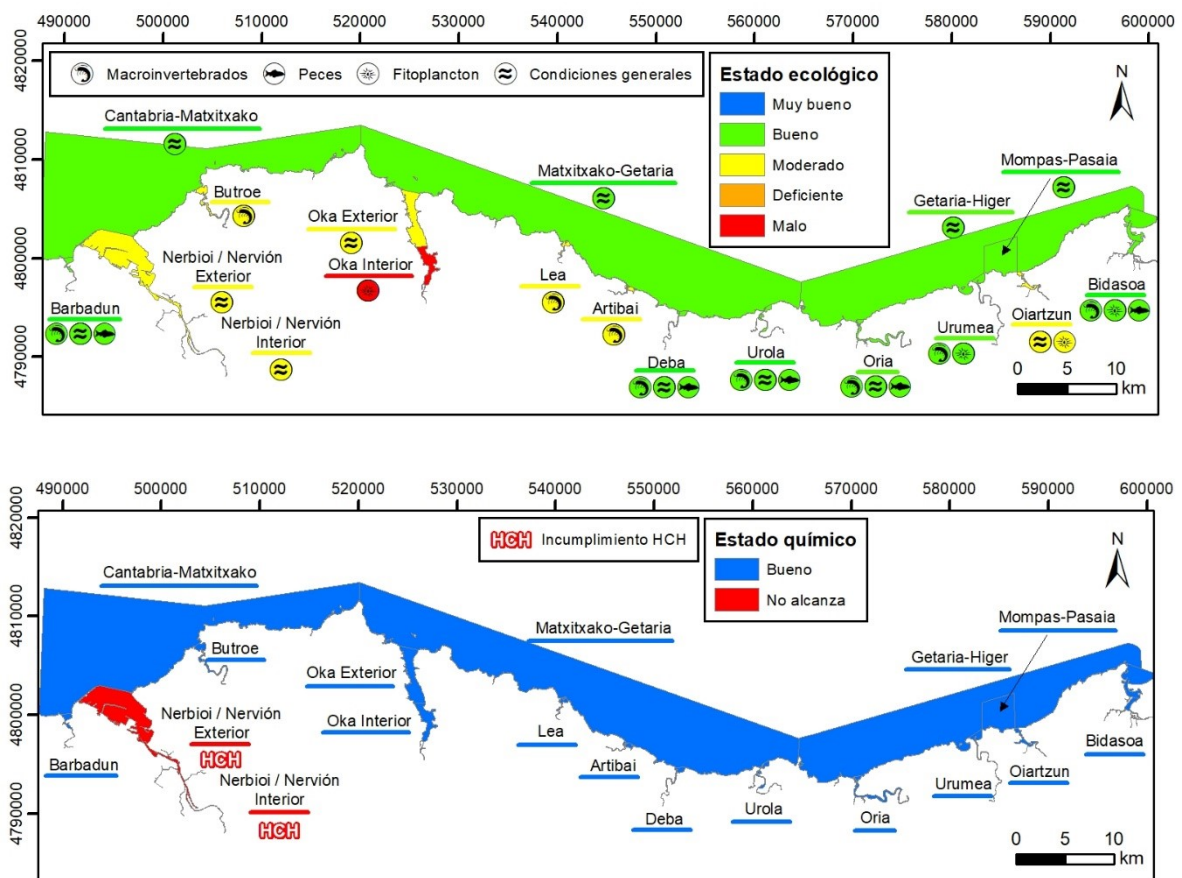 490000 500000 510000 520000 530000 540000 550000 560000 570000 580000 590000 600000
4820000
4810000
4800000
4790000
Macroinvertebrados Peces Fitoplancton Condiciones generales
Estado ecológico
Muy bueno
Bueno
Moderado
Deficiente
Malo
N
Cantabria-Matxitxako
Matxitxako-Getaria
Mompas-Pasaia
Getaria-Higer
Butroe
Oka Exterior
Oka Interior
Nerbioi / Nervión
Exterior
Nerbioi / Nervión
Interior
Barbadun
Lea
Artibai
Deba
Urola
Oria
Urumea
Oiartzun
Bidasoa
0 5 10
km
490000 500000 510000 520000 530000 540000 550000 560000 570000 580000 590000 600000
4820000
4810000
4800000
4790000
HCH Incumplimiento HCH
Estado químico
Bueno
No alcanza
N
Cantabria-Matxitxako
Matxitxako-Getaria
Mompas-Pasaia
Getaria-Higer
Butroe
Oka Exterior
Oka Interior
Nerbioi / Nervión
Exterior
HCH
Nerbioi / Nervión
Interior
HCH
Barbadun
Lea
Artibai
Deba
Urola
Oria
Urumea
Oiartzun
Bidasoa
0 5 10
km